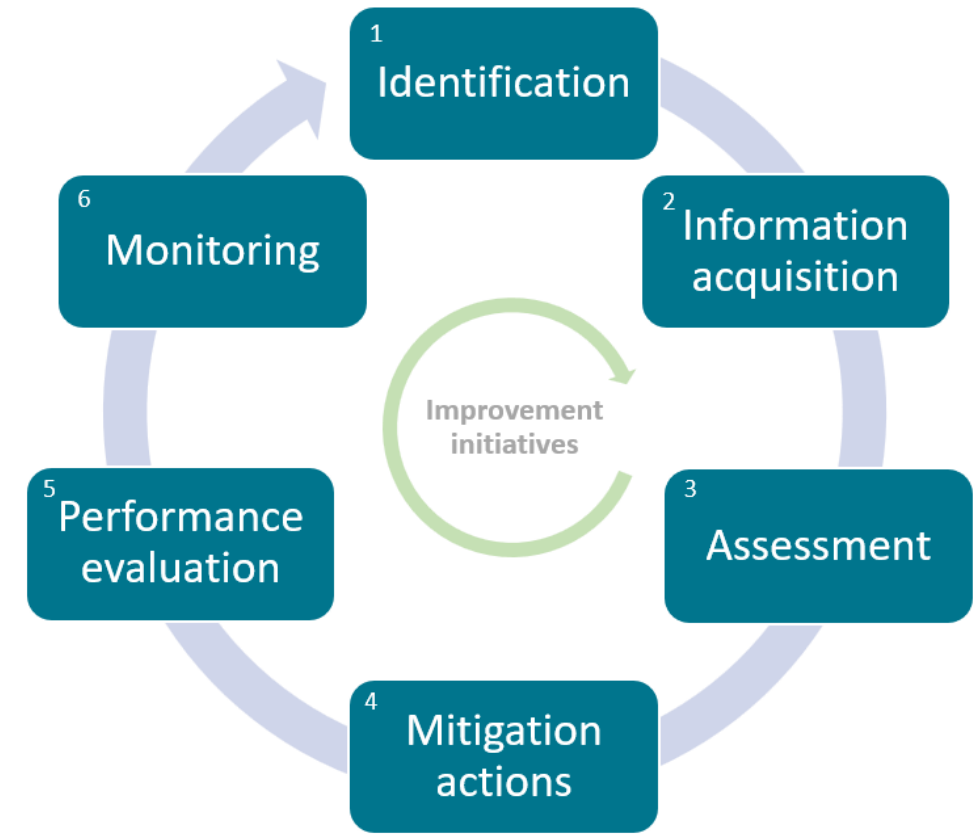 1
Identification
2
Information
acquisition
3
Assessment
4
Mitigation
actions
5
Performance
evaluation
6
Monitoring
Improvement
initiatives